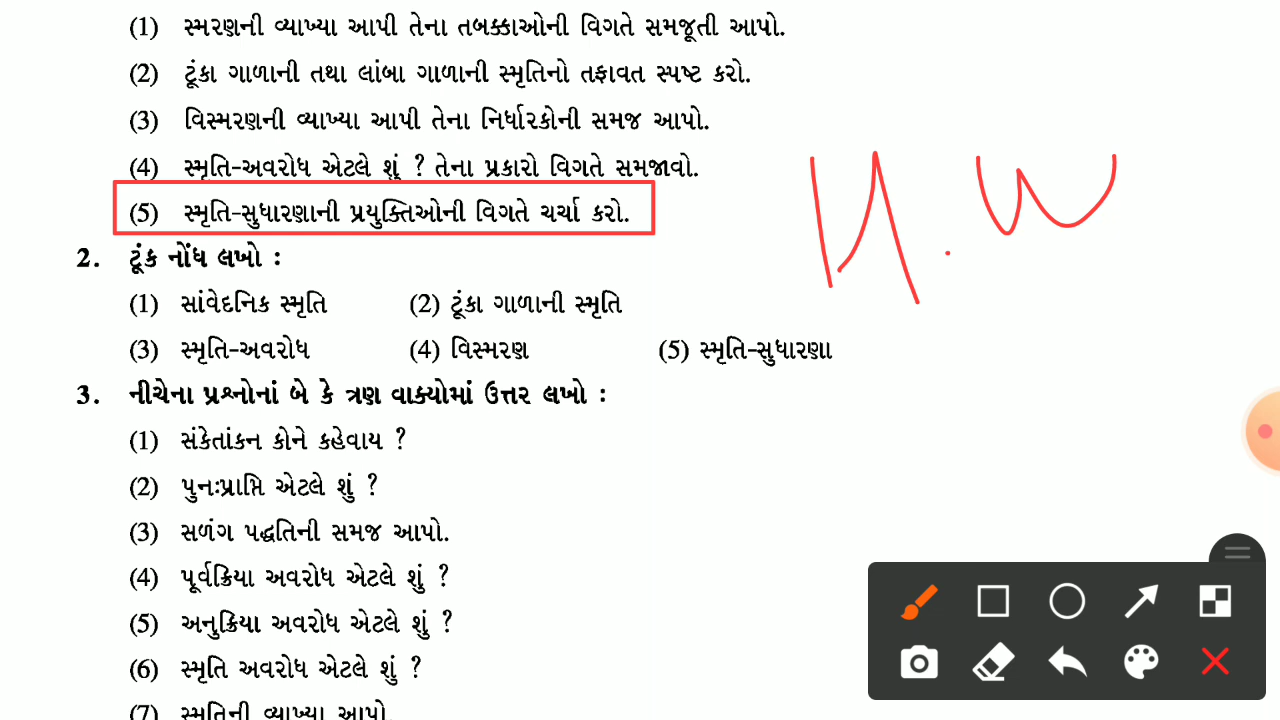 (1) સ્મરણની વ્યાખ્યા આપી તેના તબક્કાઓની વિગતે સમજૂતી આપો.
(2) ટૂંકા ગાળાની તથા લાંબા ગાળાની સ્મૃતિનો તફાવત સ્પષ્ટ કરો.
(3) વિસ્મરણની વ્યાખ્યા આપી તેના નિર્ધારકોની સમજ આપો.
(4) સ્મૃતિ-અવરોધ એટલે શું ? તેના પ્રકારો વિગતે સમજાવો.
(5) સ્મૃતિ-સુધારણાની પ્રયુક્તિઓની વિગતે ચર્ચા કરો.
H.W
2. ટૂંક નોંધ લખો :
(1) સાંવેદનિક સ્મૃતિ (2) ટૂંકા ગાળાની સ્મૃતિ
(3) સ્મૃતિ-અવરોધ (4) વિસ્મરણ (5) સ્મૃતિ-સુધારણા
3. નીચેના પ્રશ્નોનાં બે કે ત્રણ વાક્યોમાં ઉત્તર લખો :
(1) સંકેતાંકન કોને કહેવાય ?
(2) પુનઃપ્રાપ્તિ એટલે શું ?
(3) સળંગ પદ્ધતિની સમજ આપો.
(4) પૂર્વક્રિયા અવરોધ એટલે શું ?
(5) અનુક્રિયા અવરોધ એટલે શું ?
(6) સ્મૃતિ અવરોધ એટલે શું ?
(7) સ્મૃતિની વ્યાખ્યા આપો.